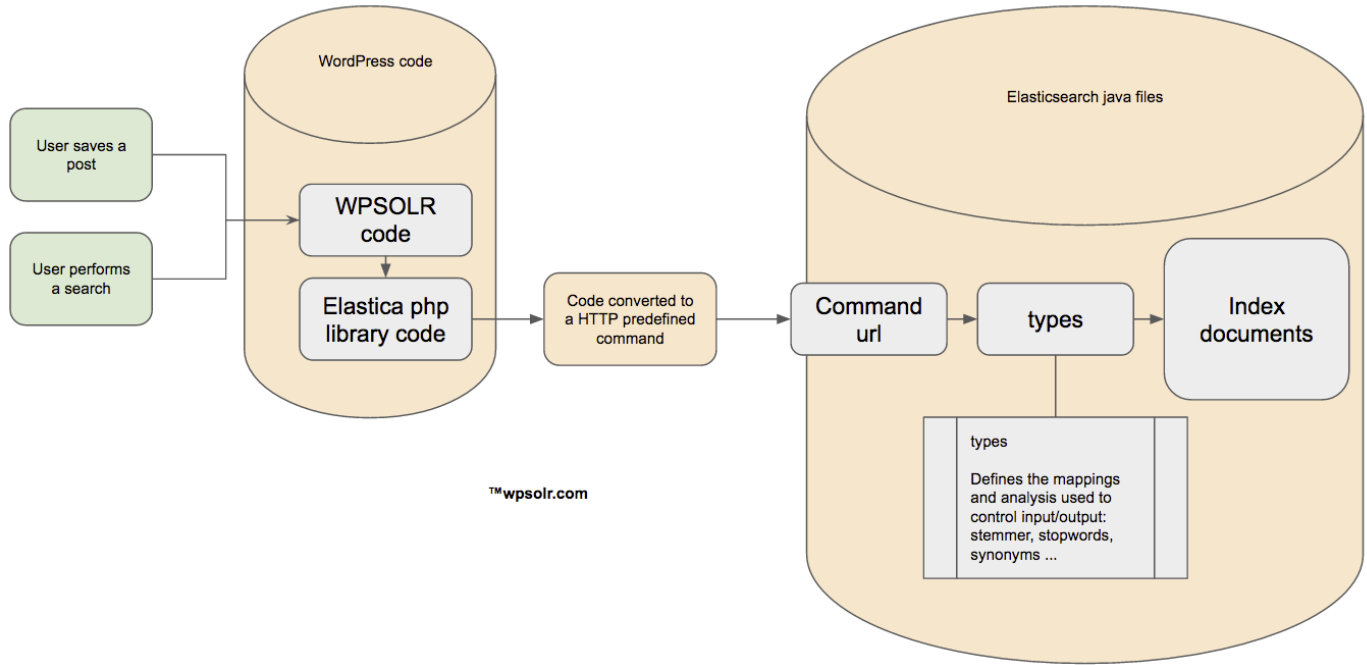 WordPress code
Elasticsearch java files
User saves a
post
User performs
a search
WPSOLR
code
Elastica php
library code
Code converted to
a HTTP predefined
command
Command
url
types
Index
documents
types
Defines the mappings
and analysis used to
control input/output:
stemmer, stopwords,
synonyms ...
™wpsolr.com